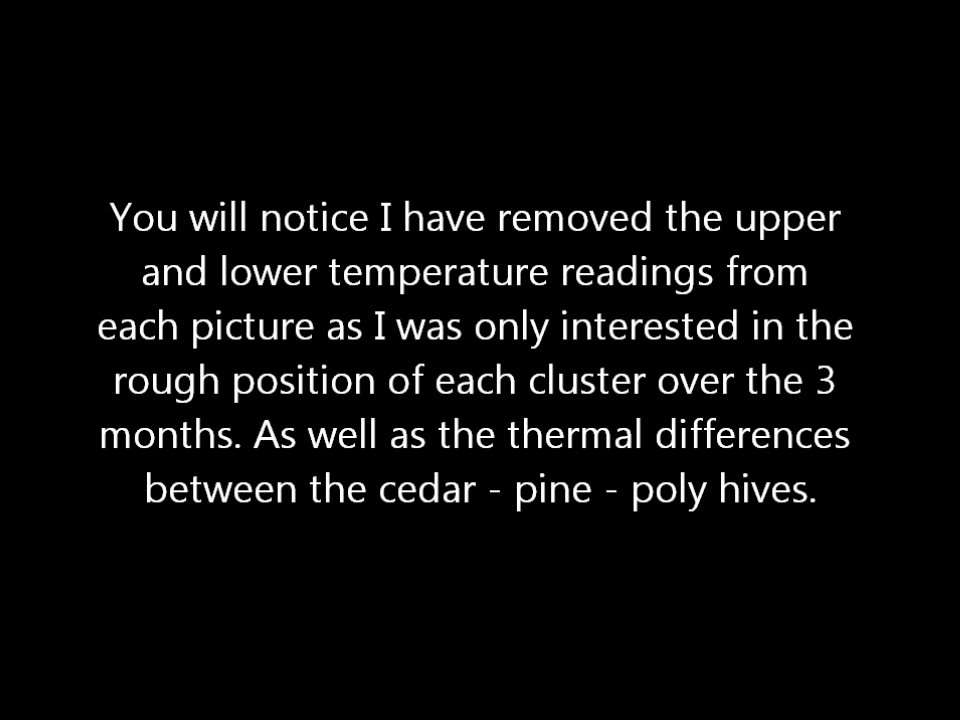 You will notice I have removed the upper
and lower temperature readings from
each picture as I was only interested in the
rough position of each cluster over the 3
months. As well as the thermal differences
between the cedar - pine - poly hives.